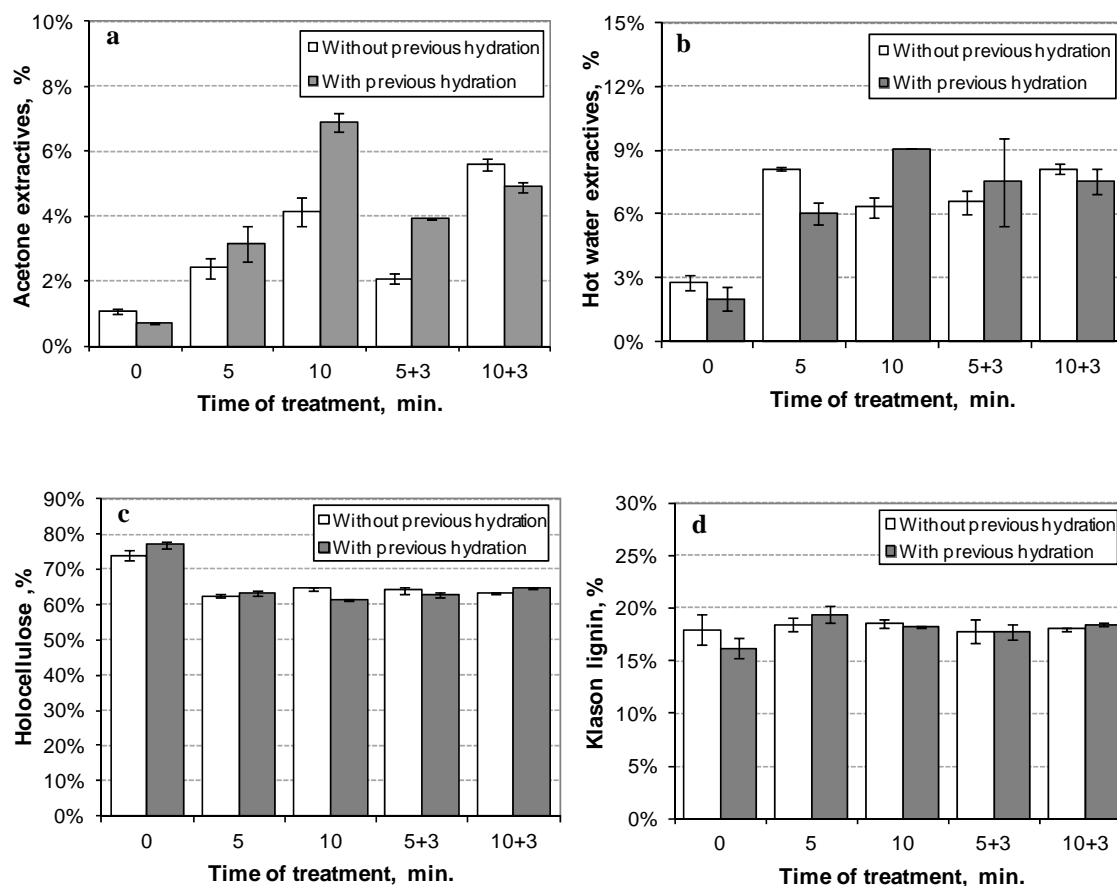 a
Without previous hydration
With previous hydration
Acetone extractives, %
10%
8%
6%
4%
2%
0%
0 5 10 5+3 10+3
Time of treatment, min.
b
Without previous hydration
With previous hydration
Hot water extractives, %
15%
12%
9%
6%
3%
0%
0 5 10 5+3 10+3
Time of treatment, min.
c
Without previous hydration
With previous hydration
Holocellulose ,%
90%
80%
70%
60%
50%
40%
30%
20%
10%
0%
0 5 10 5+3 10+3
Time of treatment, min.
d
Without previous hydration
With previous hydration
Klason lignin, %
30%
25%
20%
15%
10%
5%
0%
0 5 10 5+3 10+3
Time of treatment, min.